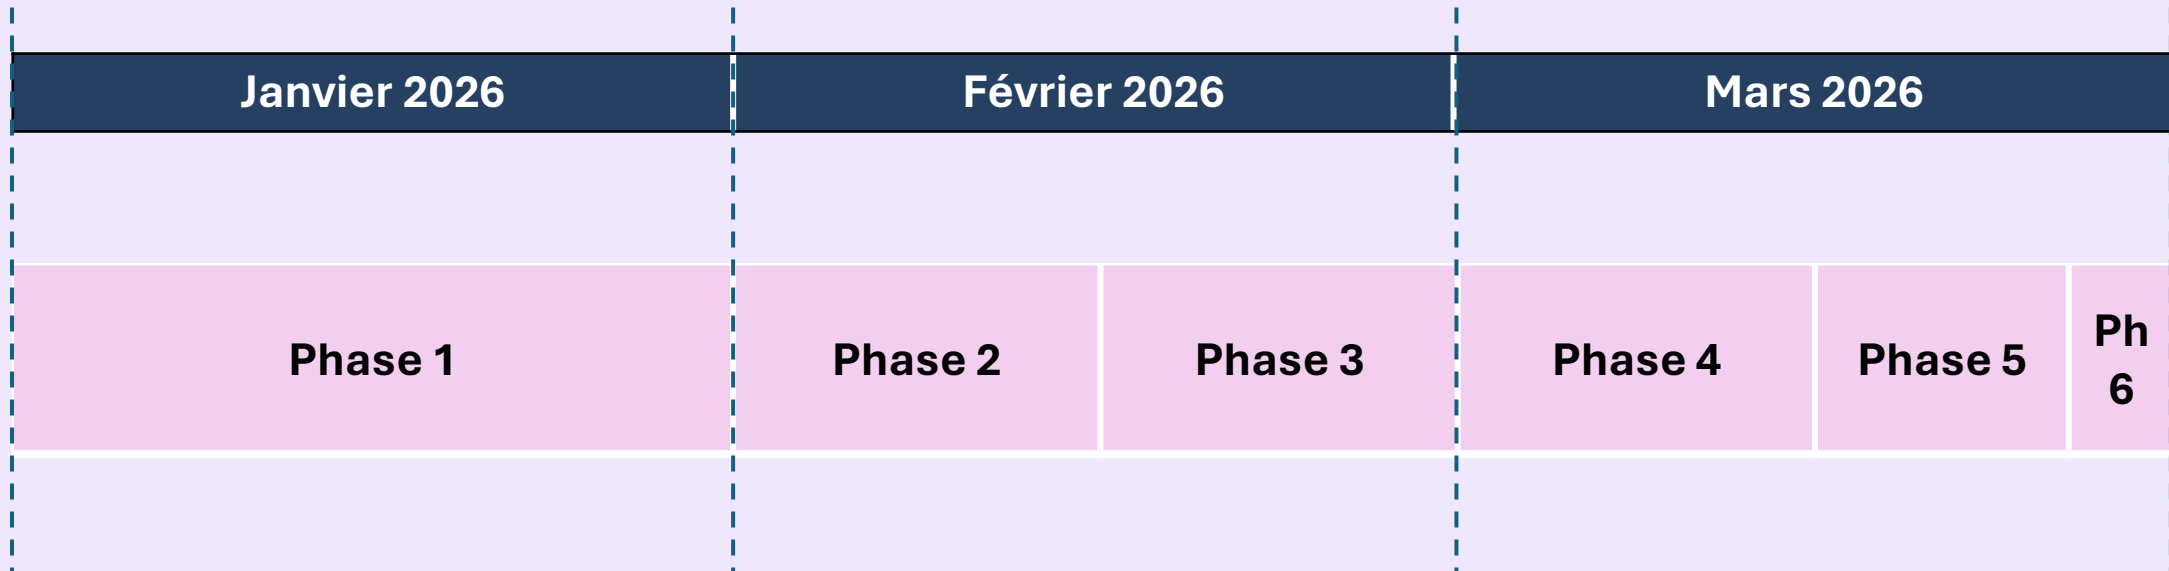 Janvier 2026
Février 2026
Mars 2026
Phase 1
Phase 2
Phase 3
Phase 4
Phase 5
Ph
6